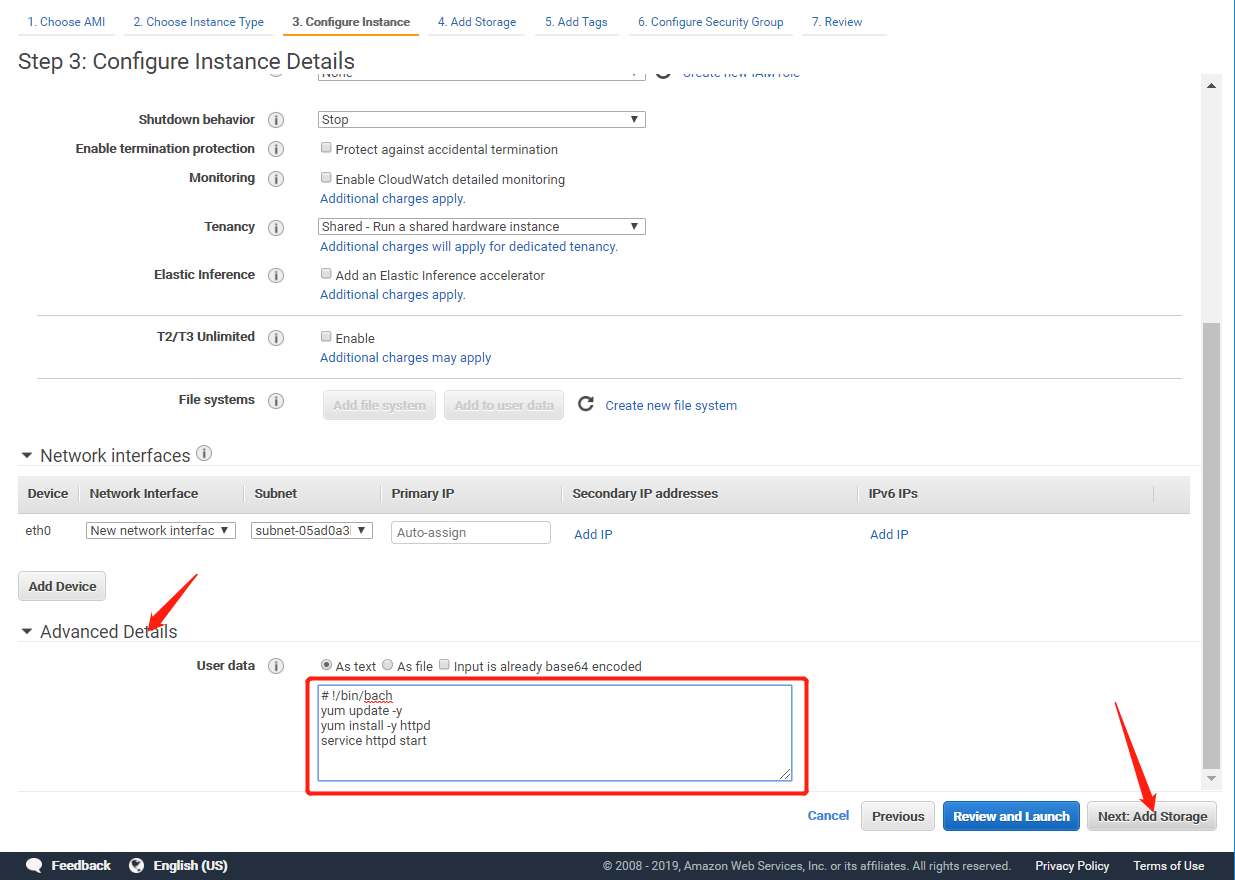 1. Choose AMI 2. Choose Instance Type 3. Configure Instance 4. Add Storage 5. Add Tags 6. Configure Security Group 7. Review
Step 3: Configure Instance Details
None Create new IAM role
Shutdown behavior Stop
Enable termination protection Protect against accidental termination
Monitoring Enable CloudWatch detailed monitoring
Additional charges apply.
Tenancy Shared - Run a shared hardware instance
Additional charges will apply for dedicated tenancy.
Elastic Inference Add an Elastic Inference accelerator
Additional charges apply.
T2/T3 Unlimited Enable
Additional charges may apply
File systems Add file system Add to user data Create new file system
Network interfaces
Device Network Interface Subnet Primary IP Secondary IP addresses IPv6 IPs
eth0 New network interfac subnet-05ad0a3 Auto-assign Add IP Add IP
Add Device
Advanced Details
User data As text As file Input is already base64 encoded
# !/bin/bach
yum update -y
yum install -y httpd
service httpd start
Cancel Previous Review and Launch Next: Add Storage
Feedback English (US) © 2008 - 2019, Amazon Web Services, Inc. or its affiliates. All rights reserved. Privacy Policy Terms of Use